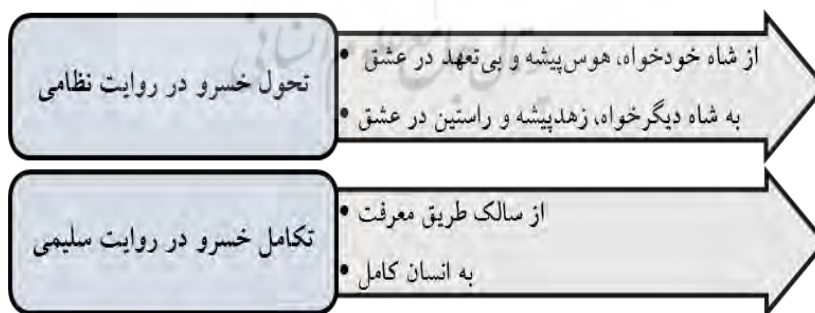 تحول خسرو در روایت نظامی
• از شاه خودخواه، هوس‌پیشه و بی‌تعهد در عشق
• به شاه دیگرخواه، زهدپیشه و راستین در عشق
تکامل خسرو در روایت سلیمی
• از سالک طریق معرفت
• به انسان کامل